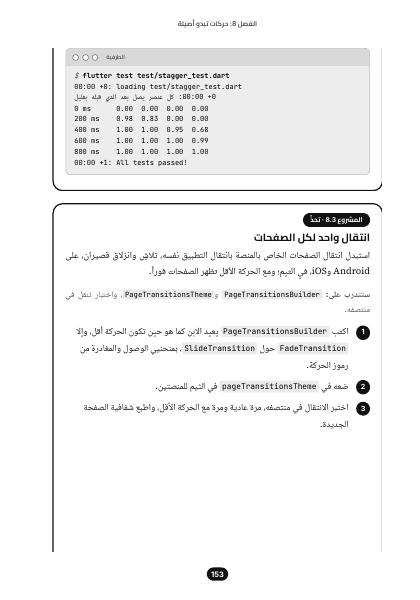 الفصل 8: حركات تبدو أصيلة
الطرفية
$ flutter test test/stagger_test.dart
00:00 +0: loading test/stagger_test.dart
00:00 +0: كل عنصر يصل بعد الذي قبله بقليل
0 ms 0.00 0.00 0.00 0.00
200 ms 0.98 0.83 0.00 0.00
400 ms 1.00 1.00 0.95 0.68
600 ms 1.00 1.00 1.00 0.99
800 ms 1.00 1.00 1.00 1.00
00:00 +1: All tests passed!
المشروع 8.3 · تحدٍّ
انتقال واحد لكل الصفحات
استبدل انتقال الصفحات الخاص بالمنصة بانتقال التطبيق نفسه، تلاشٍ وانزلاق قصيران، على
Android وiOS، في الثيم؛ ومع الحركة الأقل تظهر الصفحات فوراً.
ستتدرب على: PageTransitionsBuilder وPageTransitionsTheme، واختبار تنقل في
منتصفه.
1 اكتب PageTransitionsBuilder يعيد الابن كما هو حين تكون الحركة أقل، وإلا
FadeTransition حول SlideTransition، بمنحنيي الوصول والمغادرة من
رموز الحركة.
2 ضعه في pageTransitionsTheme في الثيم للمنصتين.
3 اختبر الانتقال في منتصفه، مرة عادية ومرة مع الحركة الأقل، واطبع شفافية الصفحة
الجديدة.
153